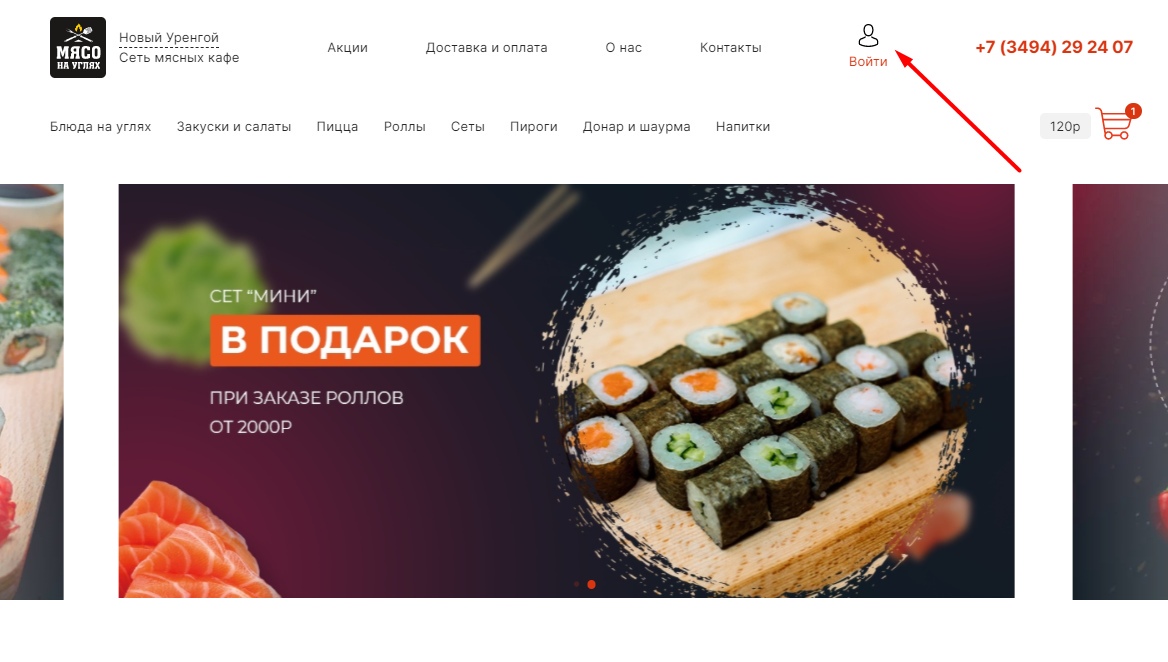 МЯСО
НА УГЛЯХ
Новый Уренгой
Сеть мясных кафе
Акции
Доставка и оплата
О нас
Контакты
Войти
+7 (3494) 29 24 07
Блюда на углях
Закуски и салаты
Пицца
Роллы
Сеты
Пироги
Донар и шаурма
Напитки
120р
1
СЕТ “МИНИ”
В ПОДАРОК
ПРИ ЗАКАЗЕ РОЛЛОВ
ОТ 2000Р